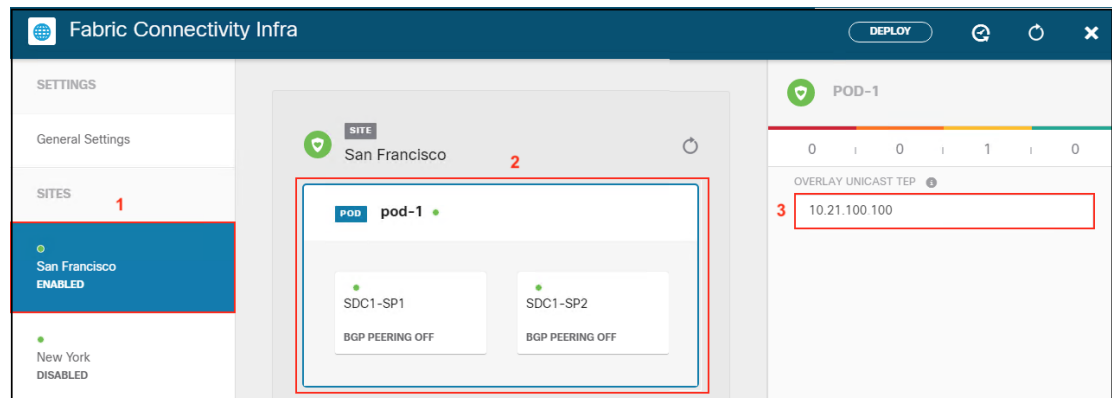 Fabric Connectivity Infra
DEPLOY
SETTINGS
General Settings
SITES
1
San Francisco
ENABLED
New York
DISABLED
SITE
San Francisco
2
POD pod-1
SDC1-SP1
BGP PEERING OFF
SDC1-SP2
BGP PEERING OFF
POD-1
0 0 1 0
OVERLAY UNICAST TEP
3 10.21.100.100